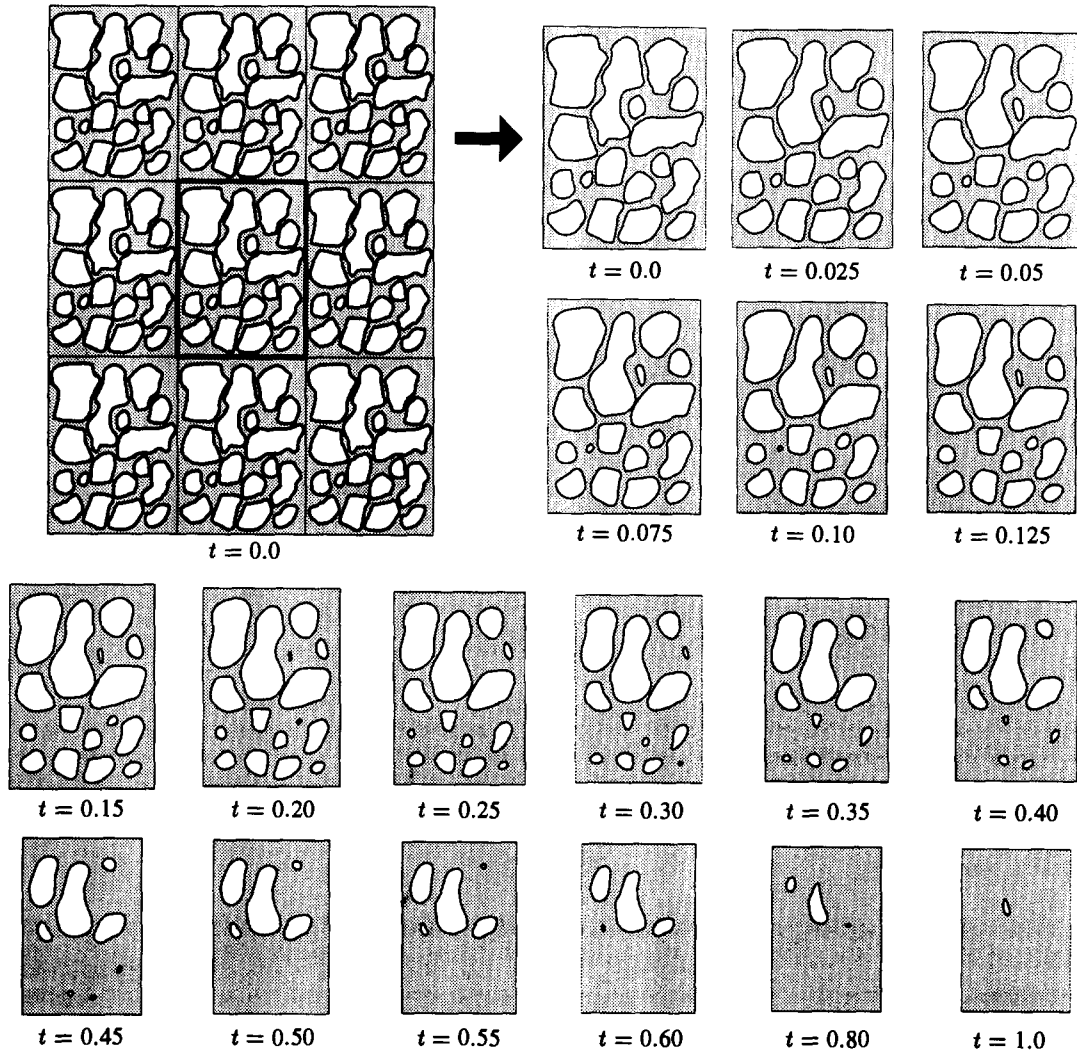 t = 0.0
t = 0.025
t = 0.05
t = 0.075
t = 0.10
t = 0.125
t = 0.0
t = 0.15
t = 0.20
t = 0.25
t = 0.30
t = 0.35
t = 0.40
t = 0.45
t = 0.50
t = 0.55
t = 0.60
t = 0.80
t = 1.0